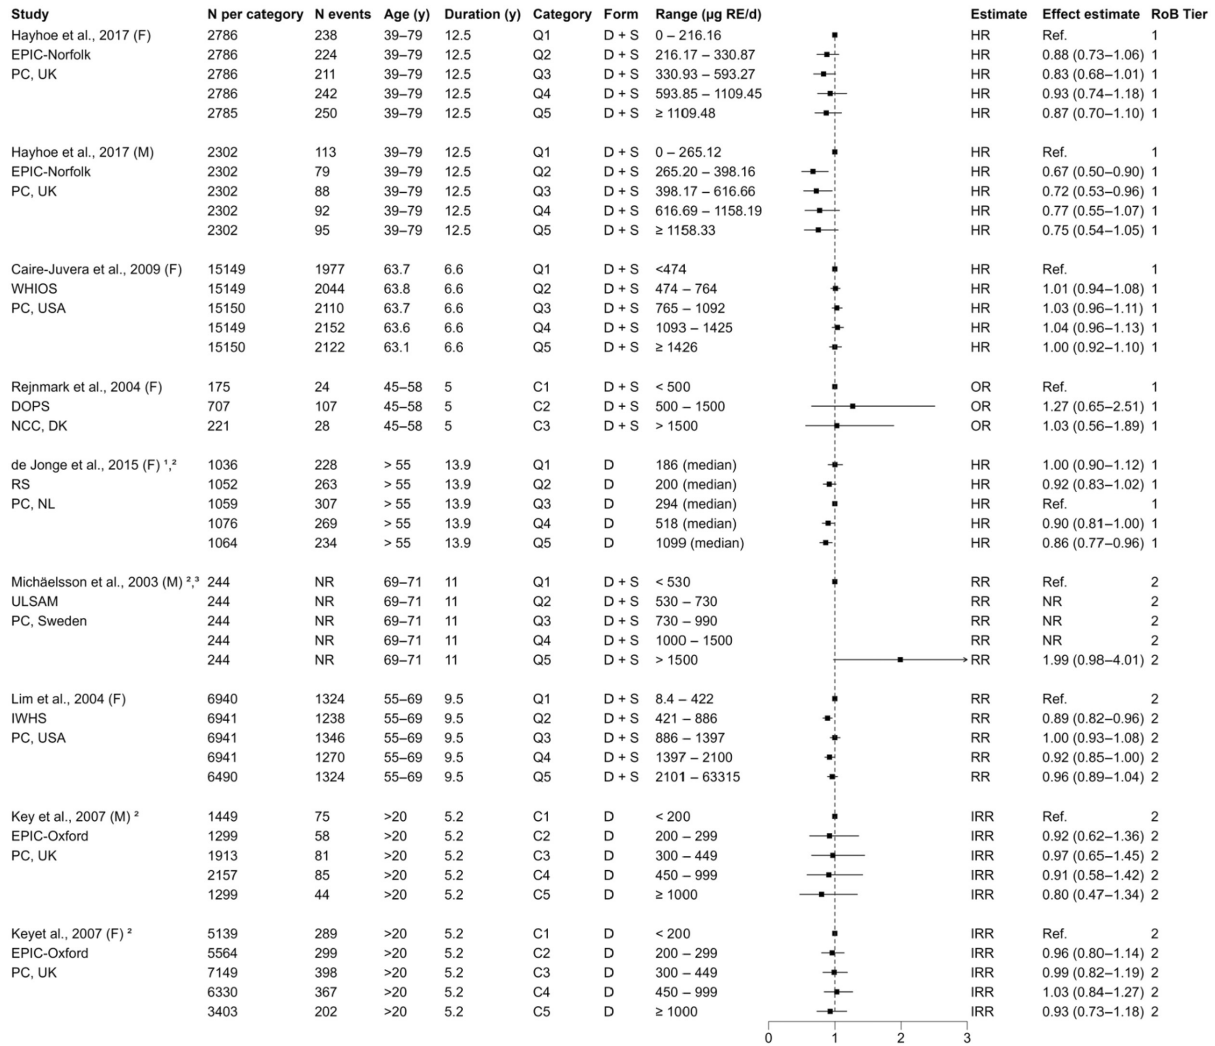 Study N per category N events Age (y) Duration (y) Category Form Range (µg RE/d) Estimate Effect estimate RoB Tier
Hayhoe et al., 2017 (F) 2786 238 39–79 12.5 Q1 D + S 0 – 216.16 HR Ref. 1
EPIC-Norfolk 2786 224 39–79 12.5 Q2 D + S 216.17 – 330.87 HR 0.88 (0.73–1.06) 1
PC, UK 2786 211 39–79 12.5 Q3 D + S 330.93 – 593.27 HR 0.83 (0.68–1.01) 1
2786 242 39–79 12.5 Q4 D + S 593.85 – 1109.45 HR 0.93 (0.74–1.18) 1
2785 250 39–79 12.5 Q5 D + S ≥ 1109.48 HR 0.87 (0.70–1.10) 1
Hayhoe et al., 2017 (M) 2302 113 39–79 12.5 Q1 D + S 0 – 265.12 HR Ref. 1
EPIC-Norfolk 2302 79 39–79 12.5 Q2 D + S 265.20 – 398.16 HR 0.67 (0.50–0.90) 1
PC, UK 2302 88 39–79 12.5 Q3 D + S 398.17 – 616.66 HR 0.72 (0.53–0.96) 1
2302 92 39–79 12.5 Q4 D + S 616.69 – 1158.19 HR 0.77 (0.55–1.07) 1
2302 95 39–79 12.5 Q5 D + S ≥ 1158.33 HR 0.75 (0.54–1.05) 1
Caire-Juvera et al., 2009 (F) 15149 1977 63.7 6.6 Q1 D + S <474 HR Ref. 1
WHIOS 15149 2044 63.8 6.6 Q2 D + S 474 – 764 HR 1.01 (0.94–1.08) 1
PC, USA 15150 2110 63.7 6.6 Q3 D + S 765 – 1092 HR 1.03 (0.96–1.11) 1
15149 2152 63.6 6.6 Q4 D + S 1093 – 1425 HR 1.04 (0.96–1.13) 1
15150 2122 63.1 6.6 Q5 D + S ≥ 1426 HR 1.00 (0.92–1.10) 1
Rejnmark et al., 2004 (F) 175 24 45–58 5 C1 D + S < 500 OR Ref. 1
DOPS 707 107 45–58 5 C2 D + S 500 – 1500 OR 1.27 (0.65–2.51) 1
NCC, DK 221 28 45–58 5 C3 D + S > 1500 OR 1.03 (0.56–1.89) 1
de Jonge et al., 2015 (F) ¹,² 1036 228 > 55 13.9 Q1 D 186 (median) HR 1.00 (0.90–1.12) 1
RS 1052 263 > 55 13.9 Q2 D 200 (median) HR 0.92 (0.83–1.02) 1
PC, NL 1059 307 > 55 13.9 Q3 D 294 (median) HR Ref. 1
1076 269 > 55 13.9 Q4 D 518 (median) HR 0.90 (0.81–1.00) 1
1064 234 > 55 13.9 Q5 D 1099 (median) HR 0.86 (0.77–0.96) 1
Michäelsson et al., 2003 (M) ²,³ 244 NR 69–71 11 Q1 D + S < 530 RR Ref. 2
ULSAM 244 NR 69–71 11 Q2 D + S 530 – 730 RR NR 2
PC, Sweden 244 NR 69–71 11 Q3 D + S 730 – 990 RR NR 2
244 NR 69–71 11 Q4 D + S 1000 – 1500 RR NR 2
244 NR 69–71 11 Q5 D + S > 1500 RR 1.99 (0.98–4.01) 2
Lim et al., 2004 (F) 6940 1324 55–69 9.5 Q1 D + S 8.4 – 422 RR Ref. 2
IWHS 6941 1238 55–69 9.5 Q2 D + S 421 – 886 RR 0.89 (0.82–0.96) 2
PC, USA 6941 1346 55–69 9.5 Q3 D + S 886 – 1397 RR 1.00 (0.93–1.08) 2
6941 1270 55–69 9.5 Q4 D + S 1397 – 2100 RR 0.92 (0.85–1.00) 2
6490 1324 55–69 9.5 Q5 D + S 2101 – 63315 RR 0.96 (0.89–1.04) 2
Key et al., 2007 (M) ² 1449 75 >20 5.2 C1 D < 200 IRR Ref. 2
EPIC-Oxford 1299 58 >20 5.2 C2 D 200 – 299 IRR 0.92 (0.62–1.36) 2
PC, UK 1913 81 >20 5.2 C3 D 300 – 449 IRR 0.97 (0.65–1.45) 2
2157 85 >20 5.2 C4 D 450 – 999 IRR 0.91 (0.58–1.42) 2
1299 44 >20 5.2 C5 D ≥ 1000 IRR 0.80 (0.47–1.34) 2
Keyet al., 2007 (F) ² 5139 289 >20 5.2 C1 D < 200 IRR Ref. 2
EPIC-Oxford 5564 299 >20 5.2 C2 D 200 – 299 IRR 0.96 (0.80–1.14) 2
PC, UK 7149 398 >20 5.2 C3 D 300 – 449 IRR 0.99 (0.82–1.19) 2
6330 367 >20 5.2 C4 D 450 – 999 IRR 1.03 (0.84–1.27) 2
3403 202 >20 5.2 C5 D ≥ 1000 IRR 0.93 (0.73–1.18) 2
0 1 2 3